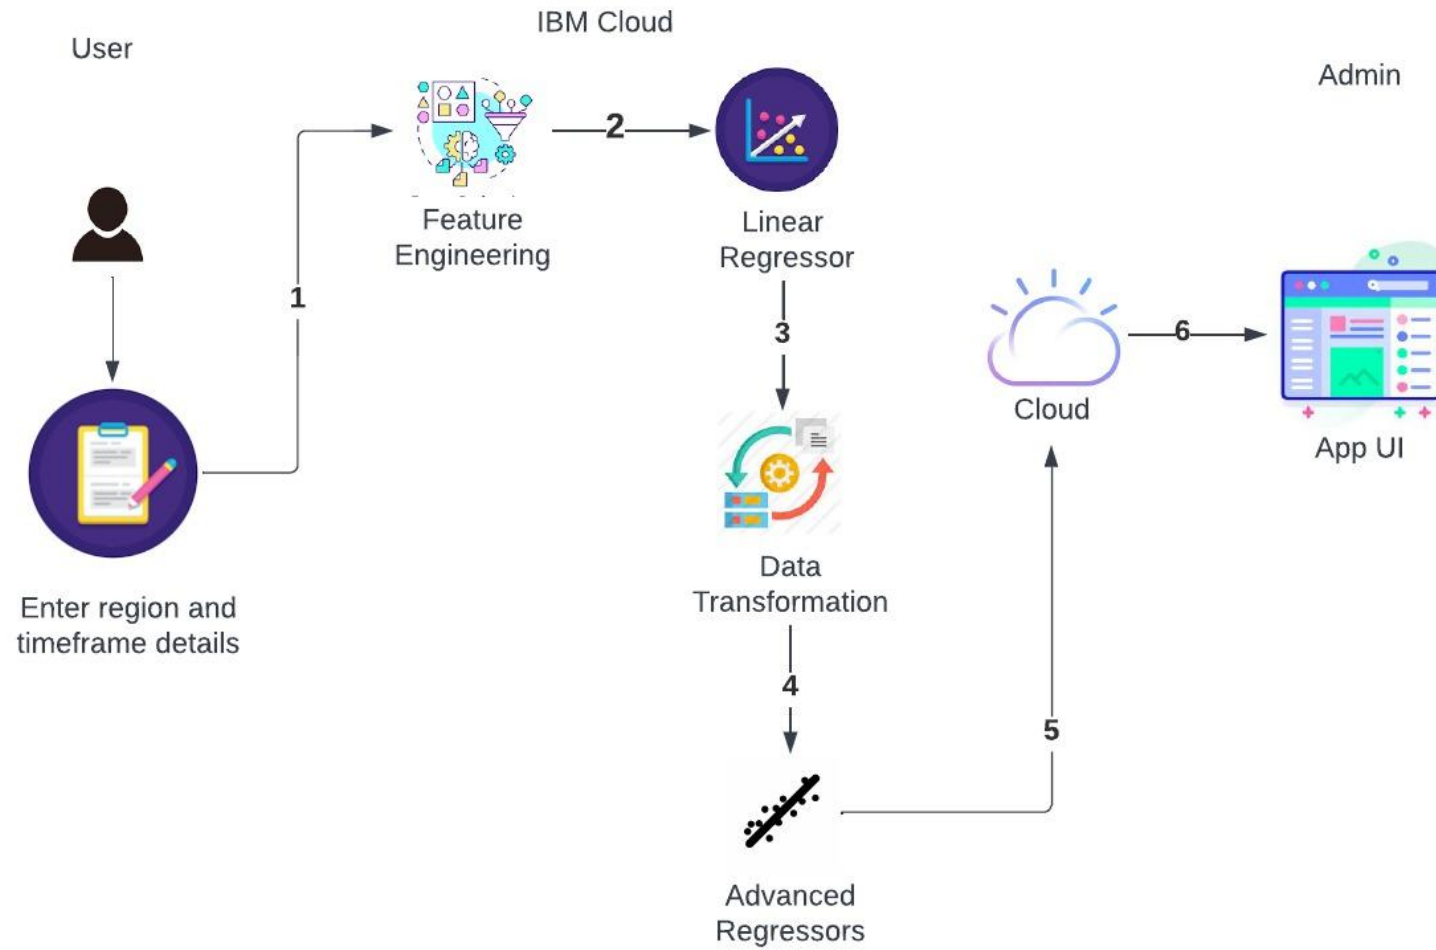 User
IBM Cloud
Admin
2
Feature
Engineering
Linear
Regressor
1
3
6
Cloud
App UI
Data
Transformation
Enter region and
timeframe details
4
5
Advanced
Regressors